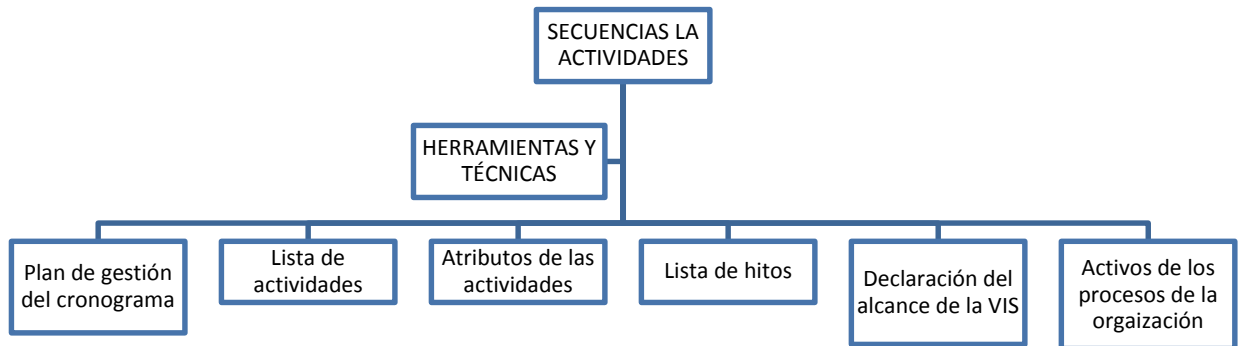 SECUENCIAS LA
ACTIVIDADES
HERRAMIENTAS Y
TÉCNICAS
Plan de gestión
del cronograma
Lista de
actividades
Atributos de las
actividades
Lista de hitos
Declaración del
alcance de la VIS
Activos de los
procesos de la
orgaización